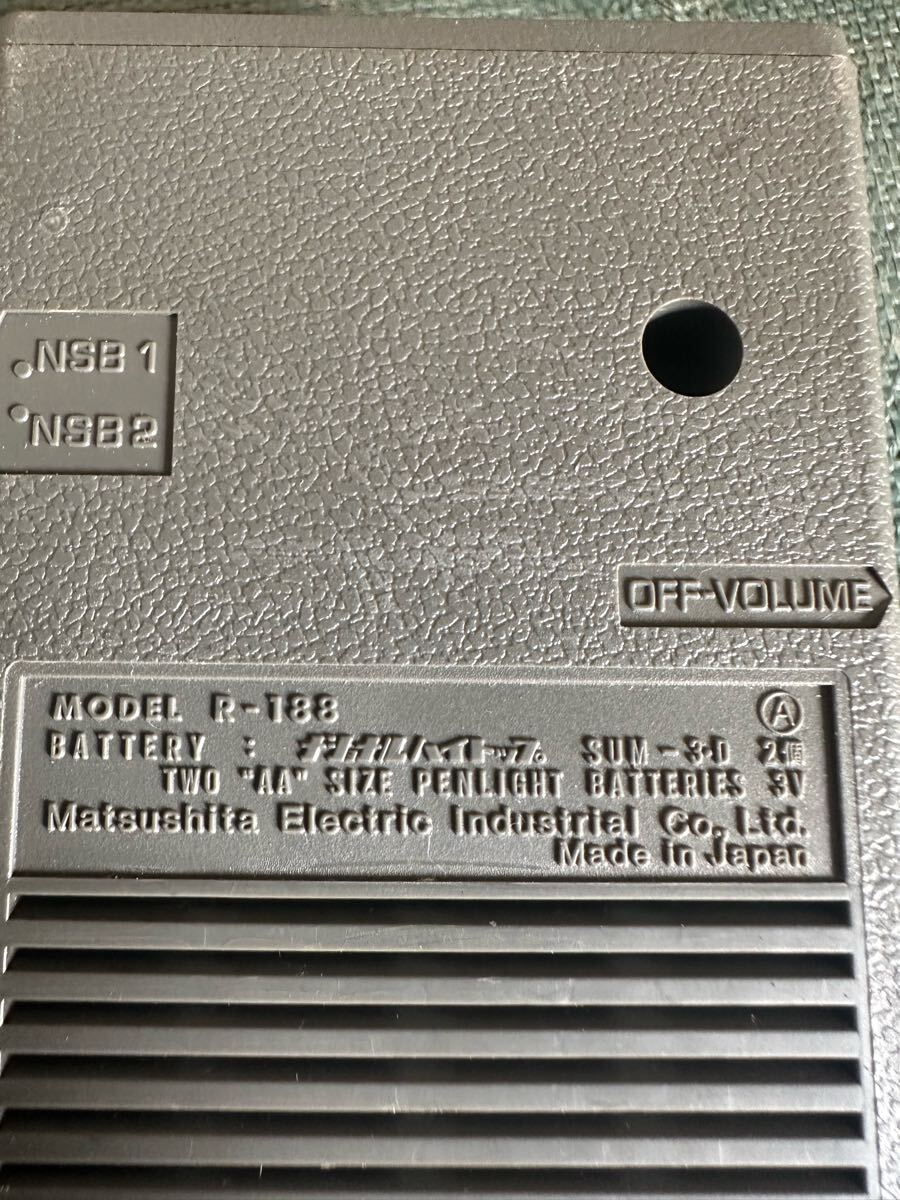 NSB 1
NSB 2
OFF-VOLUME
MODEL R-188 Ⓐ
BATTERY : ナショナルハイトップ SUM-3·D 2個
TWO "AA" SIZE PENLIGHT BATTERIES 3V
Matsushita Electric Industrial Co., Ltd.
Made in Japan